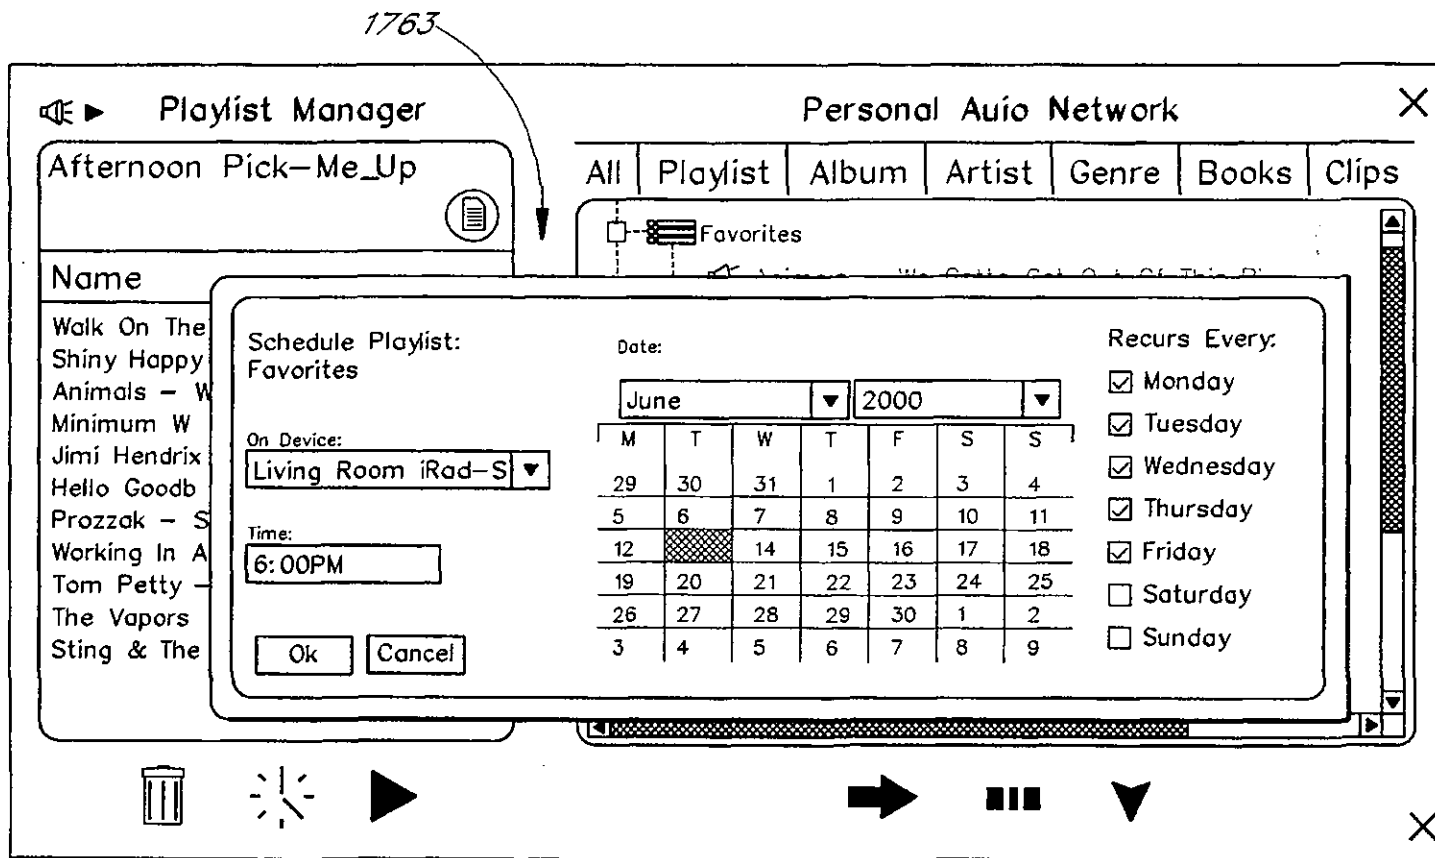 1763
Playlist Manager
Personal Auio Network
Afternoon Pick-Me_Up
All Playlist Album Artist Genre Books Clips
Favorites
Name
Walk On The
Shiny Happy
Animals - W
Minimum W
Jimi Hendrix
Hello Goodb
Prozzak - S
Working In A
Tom Petty -
The Vapors
Sting & The
Schedule Playlist:
Favorites
On Device:
Living Room iRad-S
Time:
6:00PM
Ok Cancel
Date:
June 2000
M T W T F S S
29 30 31 1 2 3 4
5 6 7 8 9 10 11
12 14 15 16 17 18
19 20 21 22 23 24 25
26 27 28 29 30 1 2
3 4 5 6 7 8 9
Recurs Every:
Monday
Tuesday
Wednesday
Thursday
Friday
Saturday
Sunday